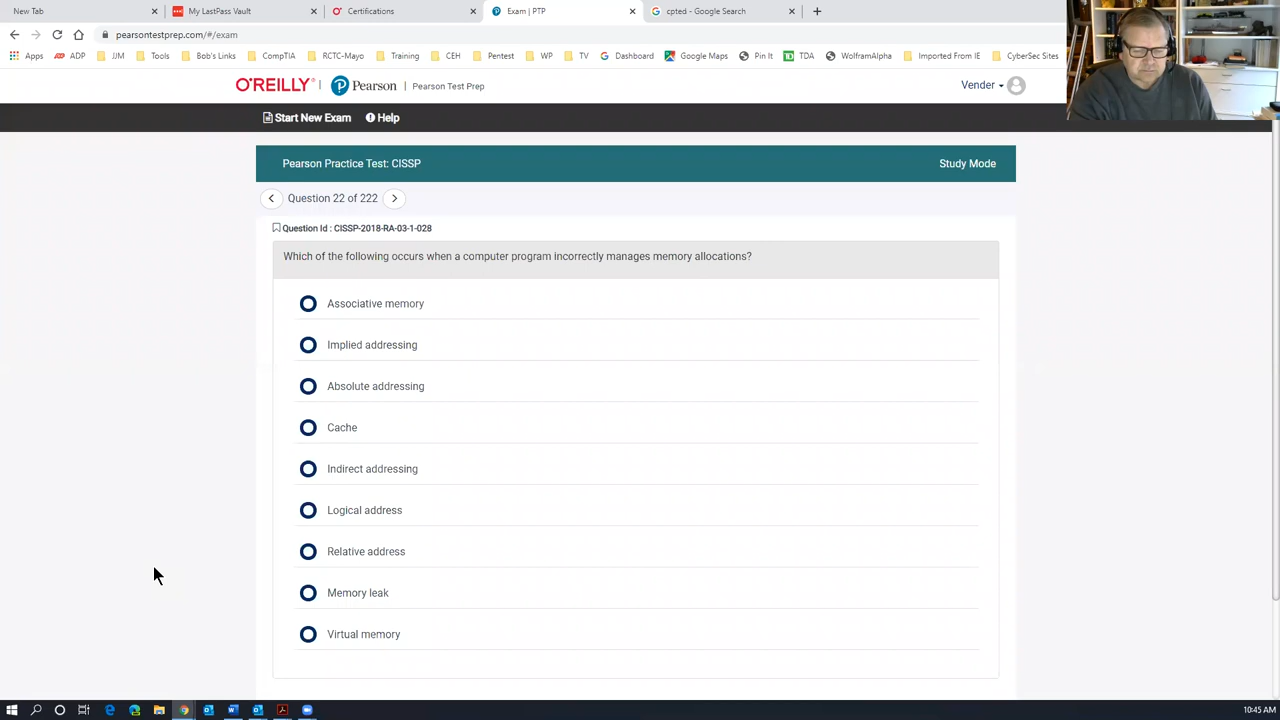 New Tab
My LastPass Vault
Certifications
Exam | PTP
cpted - Google Search
pearsontestprep.com/#/exam
Apps ADP JJM Tools Bob's Links CompTIA RCTC-Mayo Training CEH Pentest WP TV Dashboard Google Maps Pin It TDA WolframAlpha Imported From IE CyberSec Sites
O'REILLY Pearson Pearson Test Prep
Vender
Start New Exam Help
Pearson Practice Test: CISSP Study Mode
Question 22 of 222
Question Id : CISSP-2018-RA-03-1-028
Which of the following occurs when a computer program incorrectly manages memory allocations?
Associative memory
Implied addressing
Absolute addressing
Cache
Indirect addressing
Logical address
Relative address
Memory leak
Virtual memory
10:45 AM